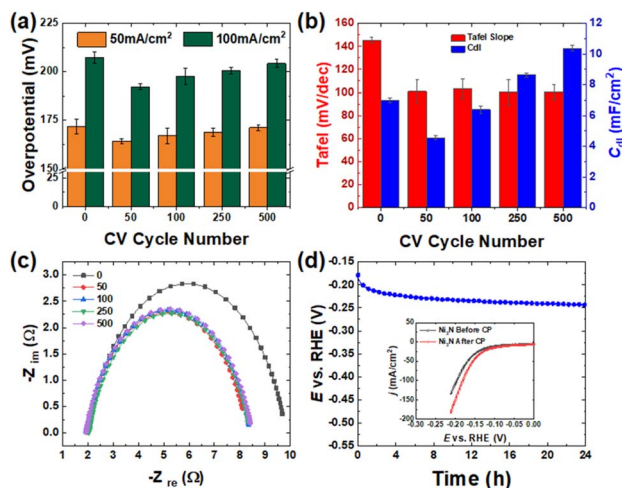 (a)
50mA/cm² 100mA/cm²
Overpotential (mV)
225
200
175
150
25
0
0 50 100 250 500
CV Cycle Number
(b)
Tafel Slope
Cdl
Tafel (mV/dec)
160
140
120
100
80
60
40
20
0
12
10
8
6
4
2
0
C_dl (mF/cm²)
0 50 100 250 500
CV Cycle Number
(c)
0
50
100
250
500
-Z_im (Ω)
3.0
2.5
2.0
1.5
1.0
0.5
0.0
2 3 4 5 6 7 8 9 10
-Z_re (Ω)
(d)
E vs. RHE (V)
-0.15
-0.20
-0.25
-0.30
-0.35
-0.40
-0.45
-0.50
-0.55
Ni₃N Before CP
Ni₃N After CP
j (mA/cm²)
50
0
-50
-100
-150
-200
-0.30 -0.25 -0.20 -0.15 -0.10 -0.05 0.00
E vs. RHE (V)
0 4 8 12 16 20 24
Time (h)